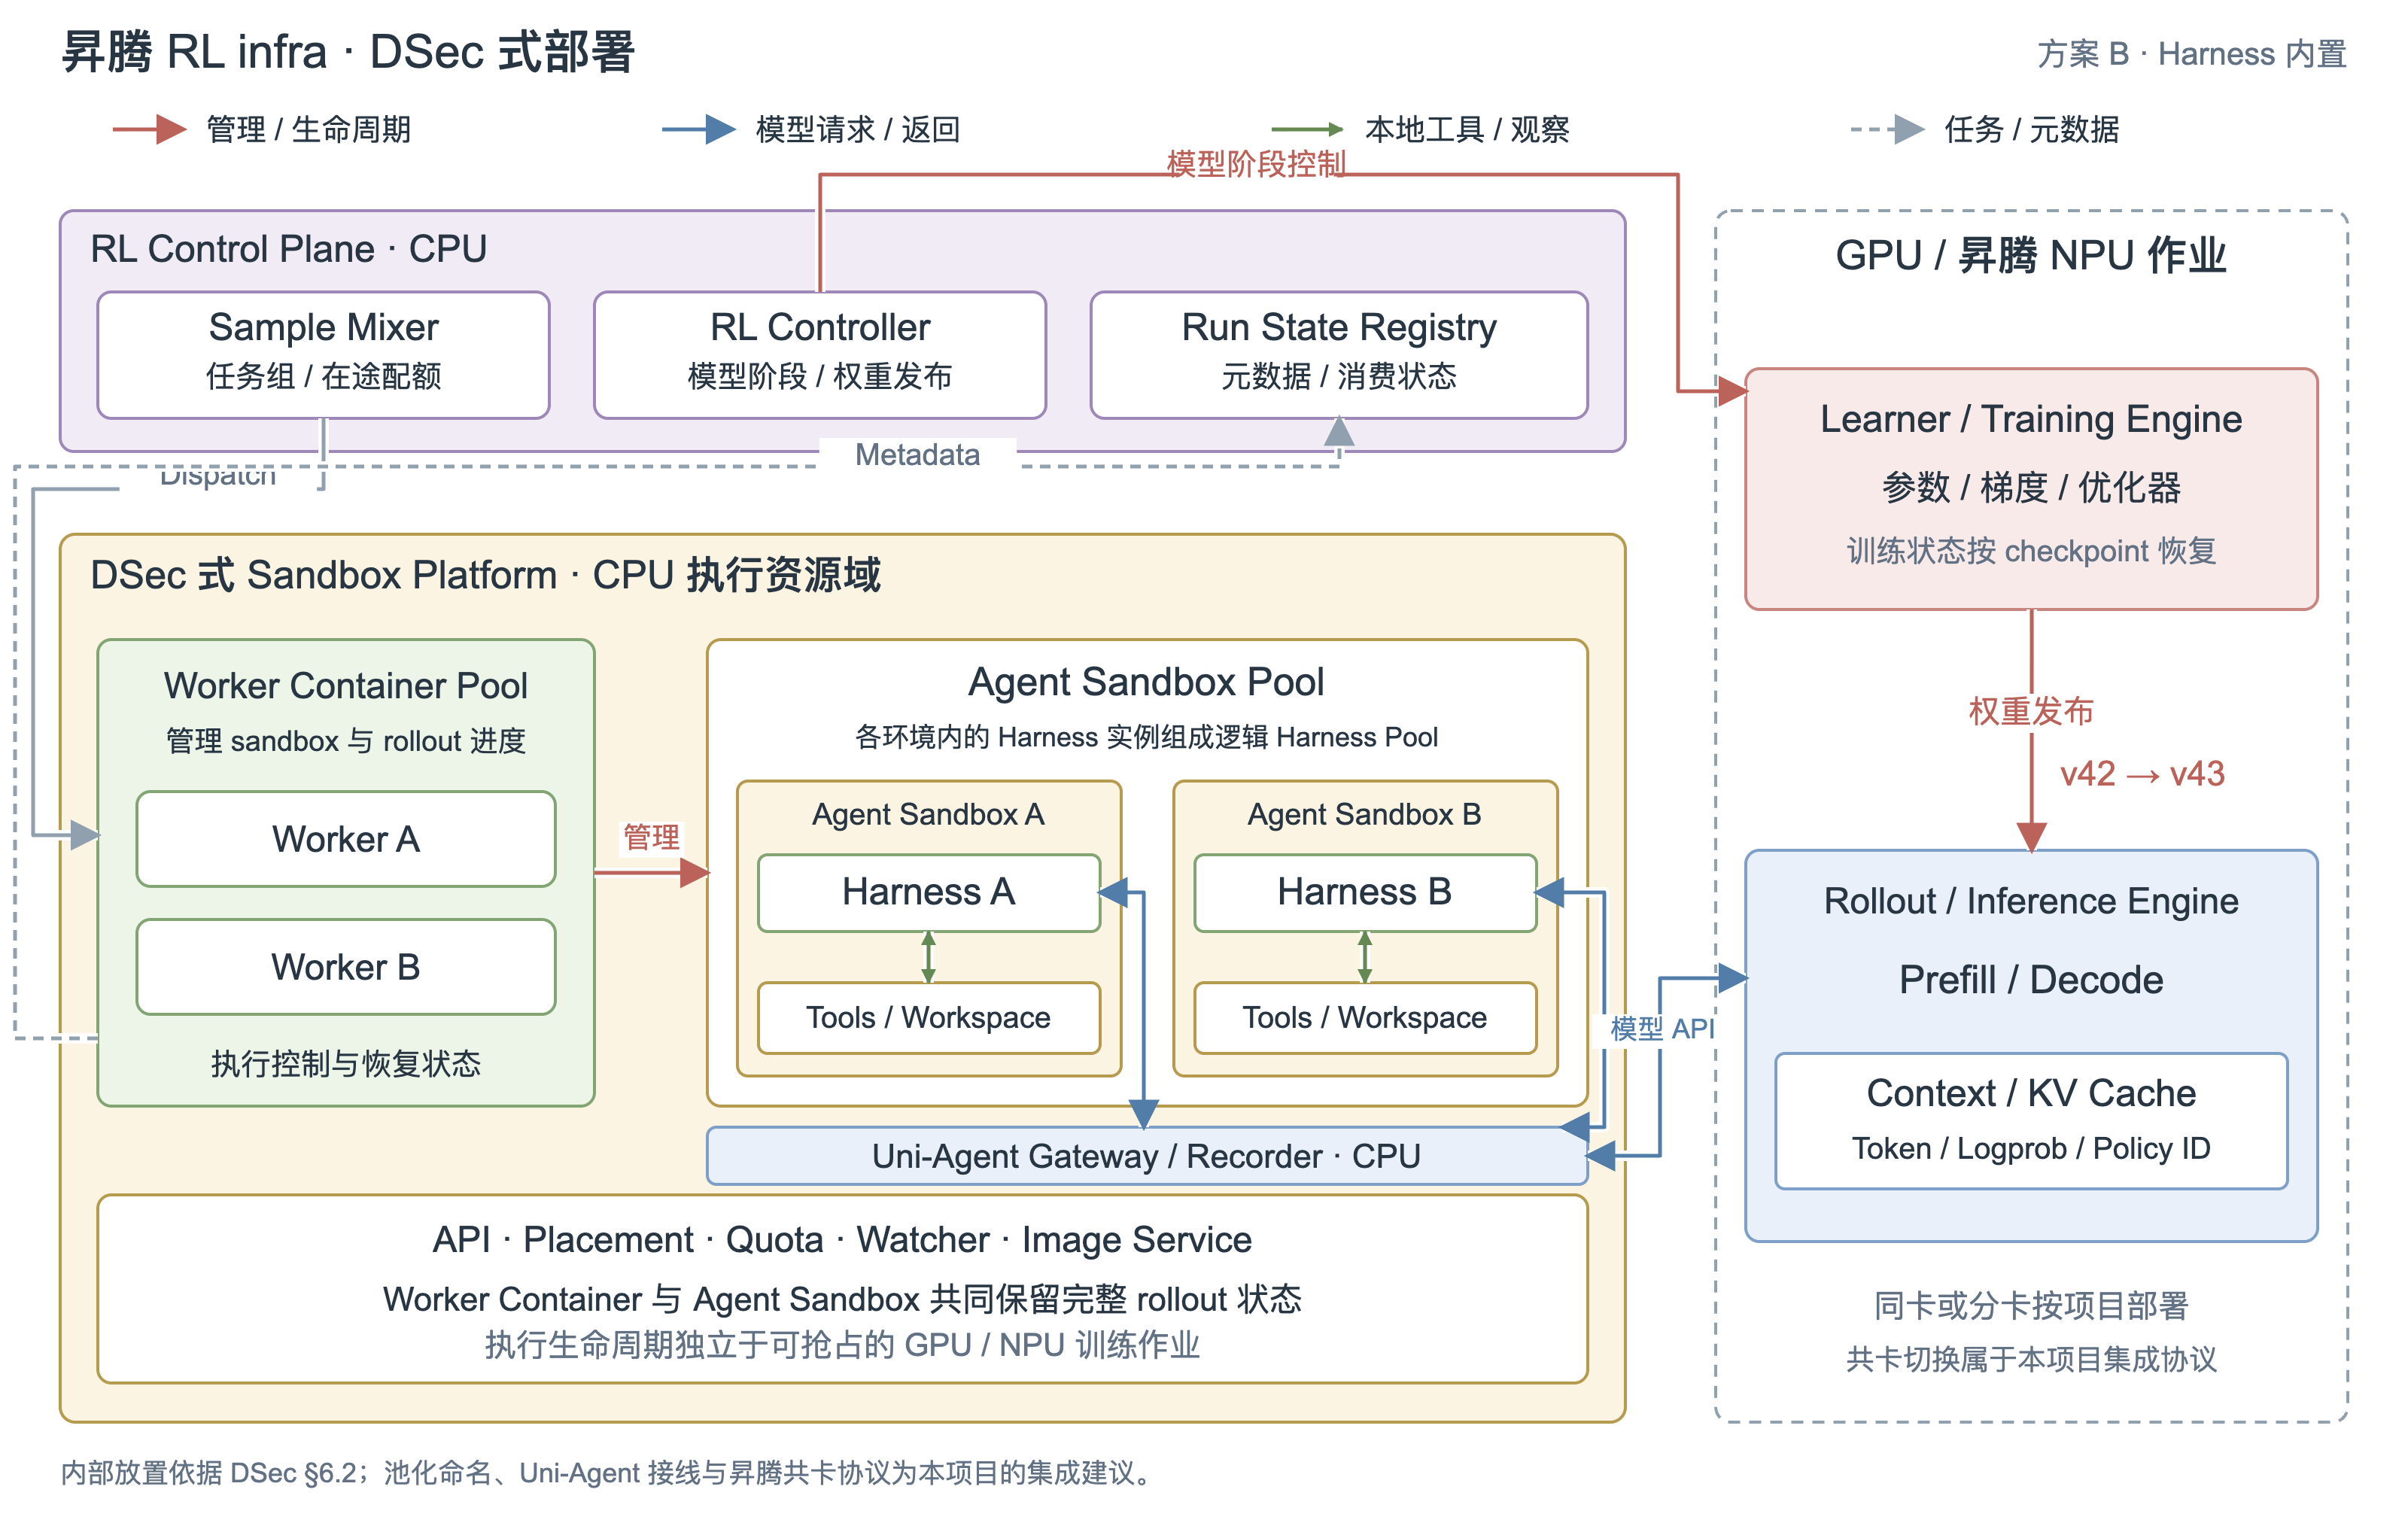 昇腾 RL infra · DSec 式部署
方案 B · Harness 内置
管理 / 生命周期
模型请求 / 返回
本地工具 / 观察
任务 / 元数据
模型阶段控制
RL Control Plane · CPU
Sample Mixer
任务组 / 在途配额
RL Controller
模型阶段 / 权重发布
Run State Registry
元数据 / 消费状态
Metadata
Dispatch
DSec 式 Sandbox Platform · CPU 执行资源域
Worker Container Pool
管理 sandbox 与 rollout 进度
Worker A
Worker B
执行控制与恢复状态
管理
Agent Sandbox Pool
各环境内的 Harness 实例组成逻辑 Harness Pool
Agent Sandbox A
Harness A
Tools / Workspace
Agent Sandbox B
Harness B
Tools / Workspace
模型 API
Uni-Agent Gateway / Recorder · CPU
API · Placement · Quota · Watcher · Image Service
Worker Container 与 Agent Sandbox 共同保留完整 rollout 状态
执行生命周期独立于可抢占的 GPU / NPU 训练作业
GPU / 昇腾 NPU 作业
Learner / Training Engine
参数 / 梯度 / 优化器
训练状态按 checkpoint 恢复
权重发布
v42 → v43
Rollout / Inference Engine
Prefill / Decode
Context / KV Cache
Token / Logprob / Policy ID
同卡或分卡按项目部署
共卡切换属于本项目集成协议
内部放置依据 DSec §6.2；池化命名、Uni-Agent 接线与昇腾共卡协议为本项目的集成建议。